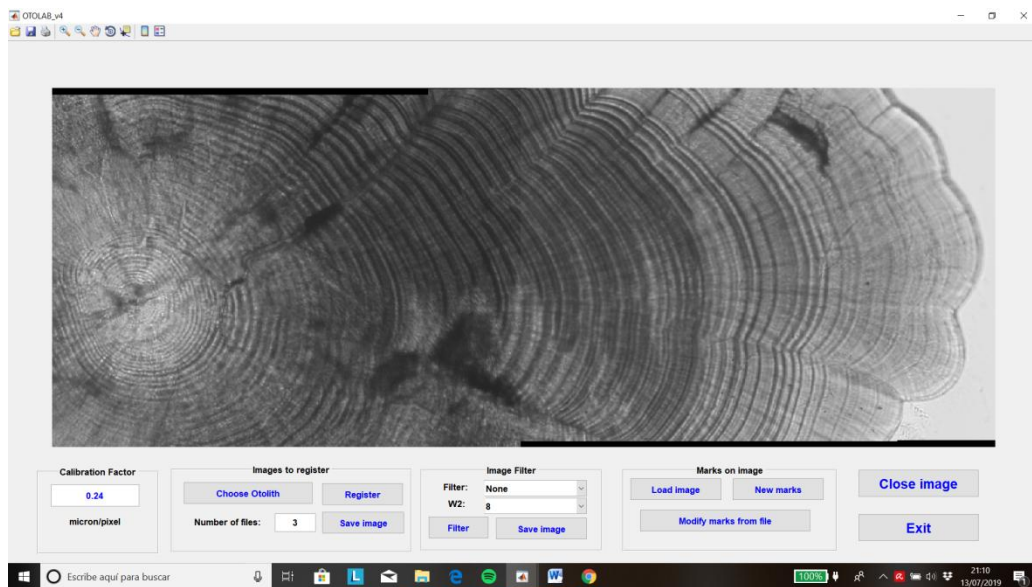 OTOLAB_v4
Calibration Factor
0.24
micron/pixel
Images to register
Choose Otolith
Register
Number of files:
3
Save image
Image Filter
Filter:
None
W2:
8
Filter
Save image
Marks on image
Load image
New marks
Modify marks from file
Close image
Exit
Escribe aquí para buscar
100%
21:10
13/07/2019